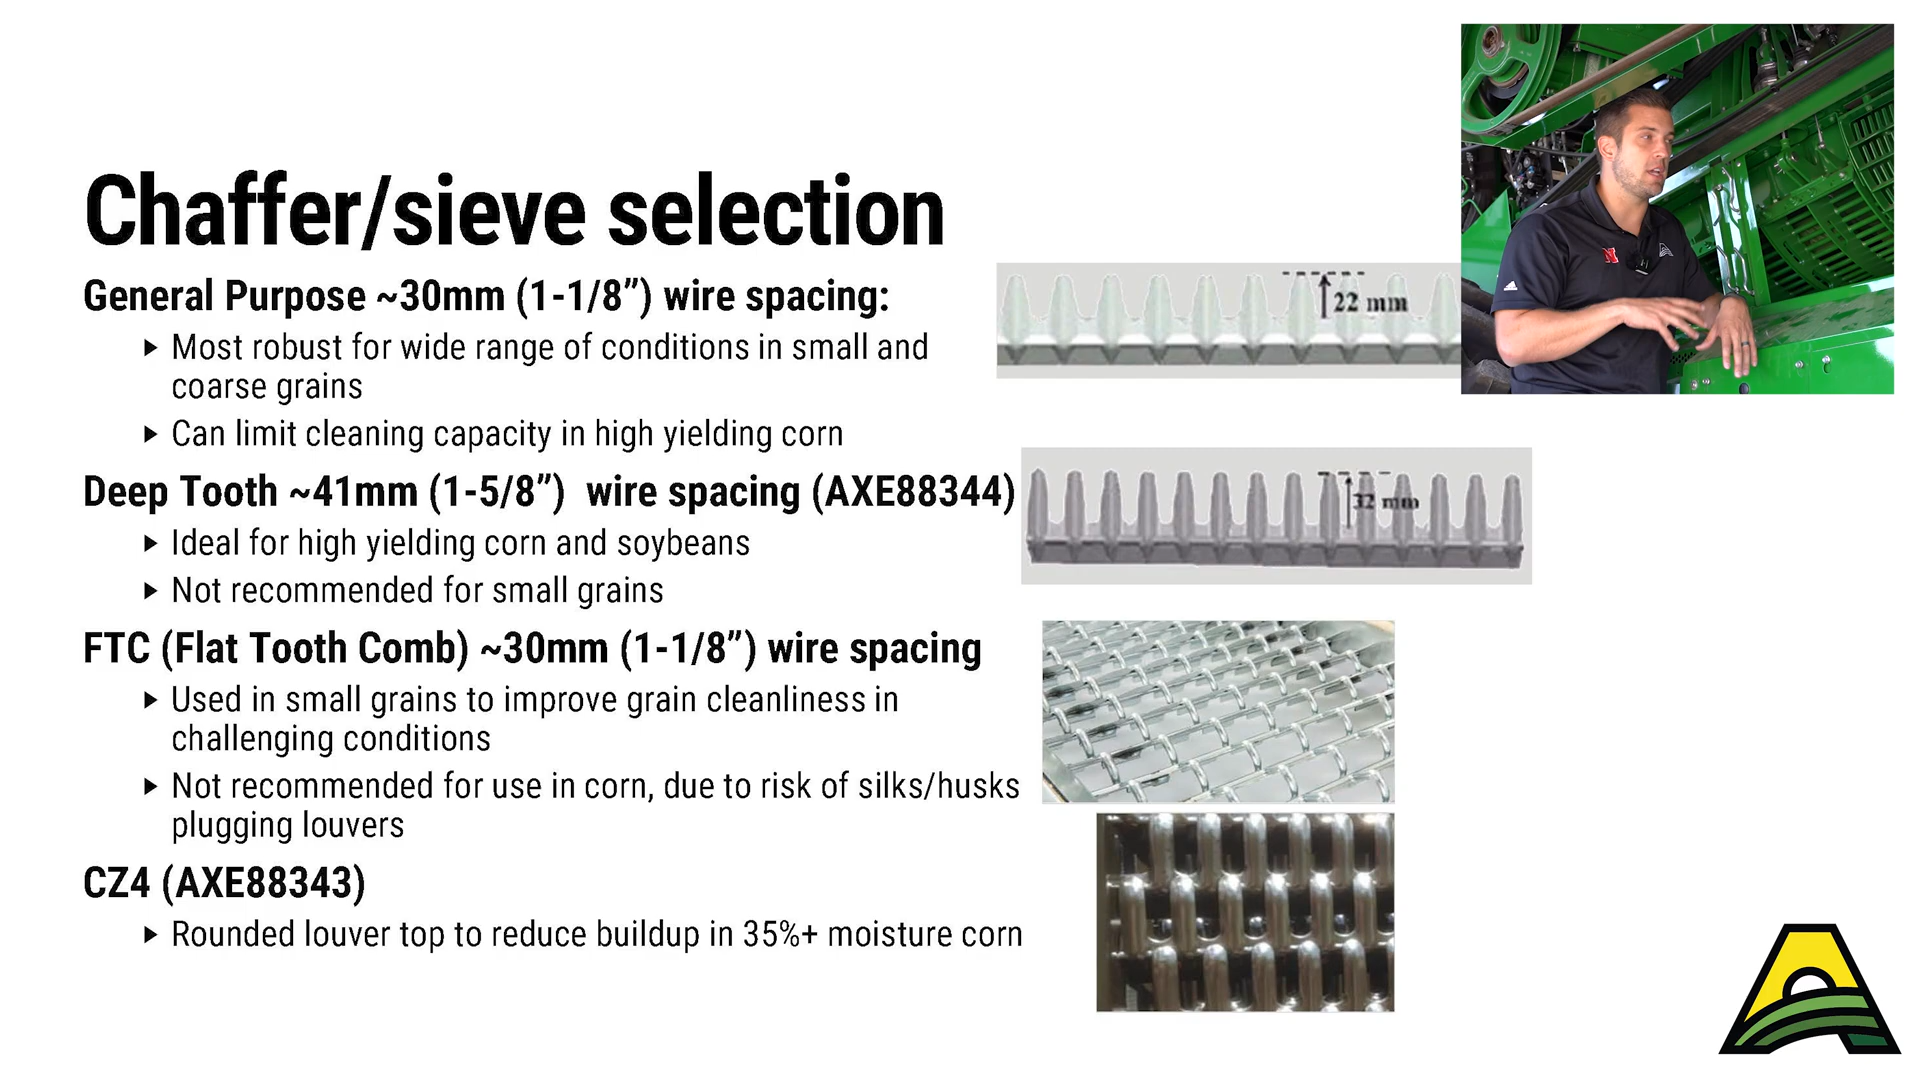 Chaffer/sieve selection
General Purpose ~30mm (1-1/8”) wire spacing:
Most robust for wide range of conditions in small and
coarse grains
Can limit cleaning capacity in high yielding corn
22 mm
Deep Tooth ~41mm (1-5/8”) wire spacing (AXE88344)
32 mm
Ideal for high yielding corn and soybeans
Not recommended for small grains
FTC (Flat Tooth Comb) ~30mm (1-1/8”) wire spacing
Used in small grains to improve grain cleanliness in
challenging conditions
Not recommended for use in corn, due to risk of silks/husks
plugging louvers
CZ4 (AXE88343)
Rounded louver top to reduce buildup in 35%+ moisture corn
N